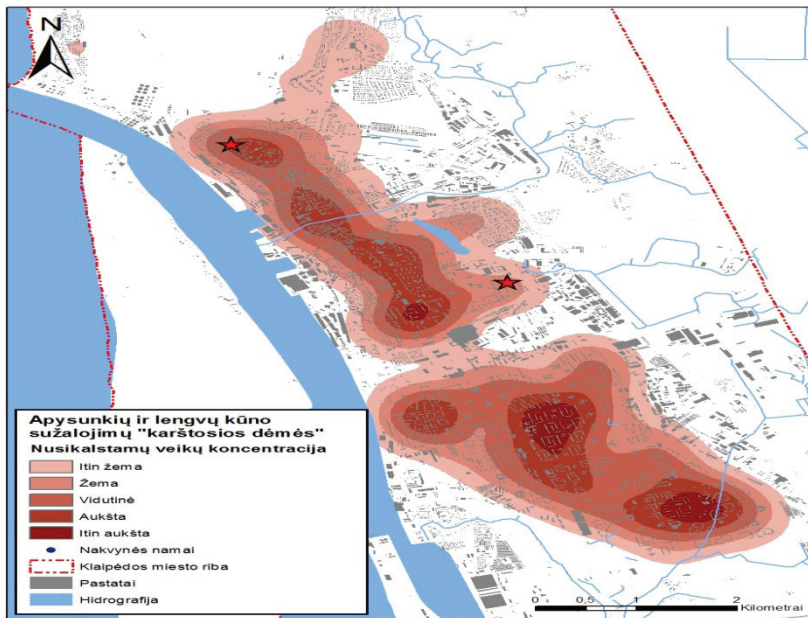 N
Apysunkių ir lengvų kūno
sužalojimų "karštosios dėmės"
Nusikalstamų veikų koncentracija
Itin žema
Žema
Vidutinė
Aukšta
Itin aukšta
Nakvynės namai
Klaipėdos miesto riba
Pastatai
Hidrografija
0 0,5 1 2
Kilometrai